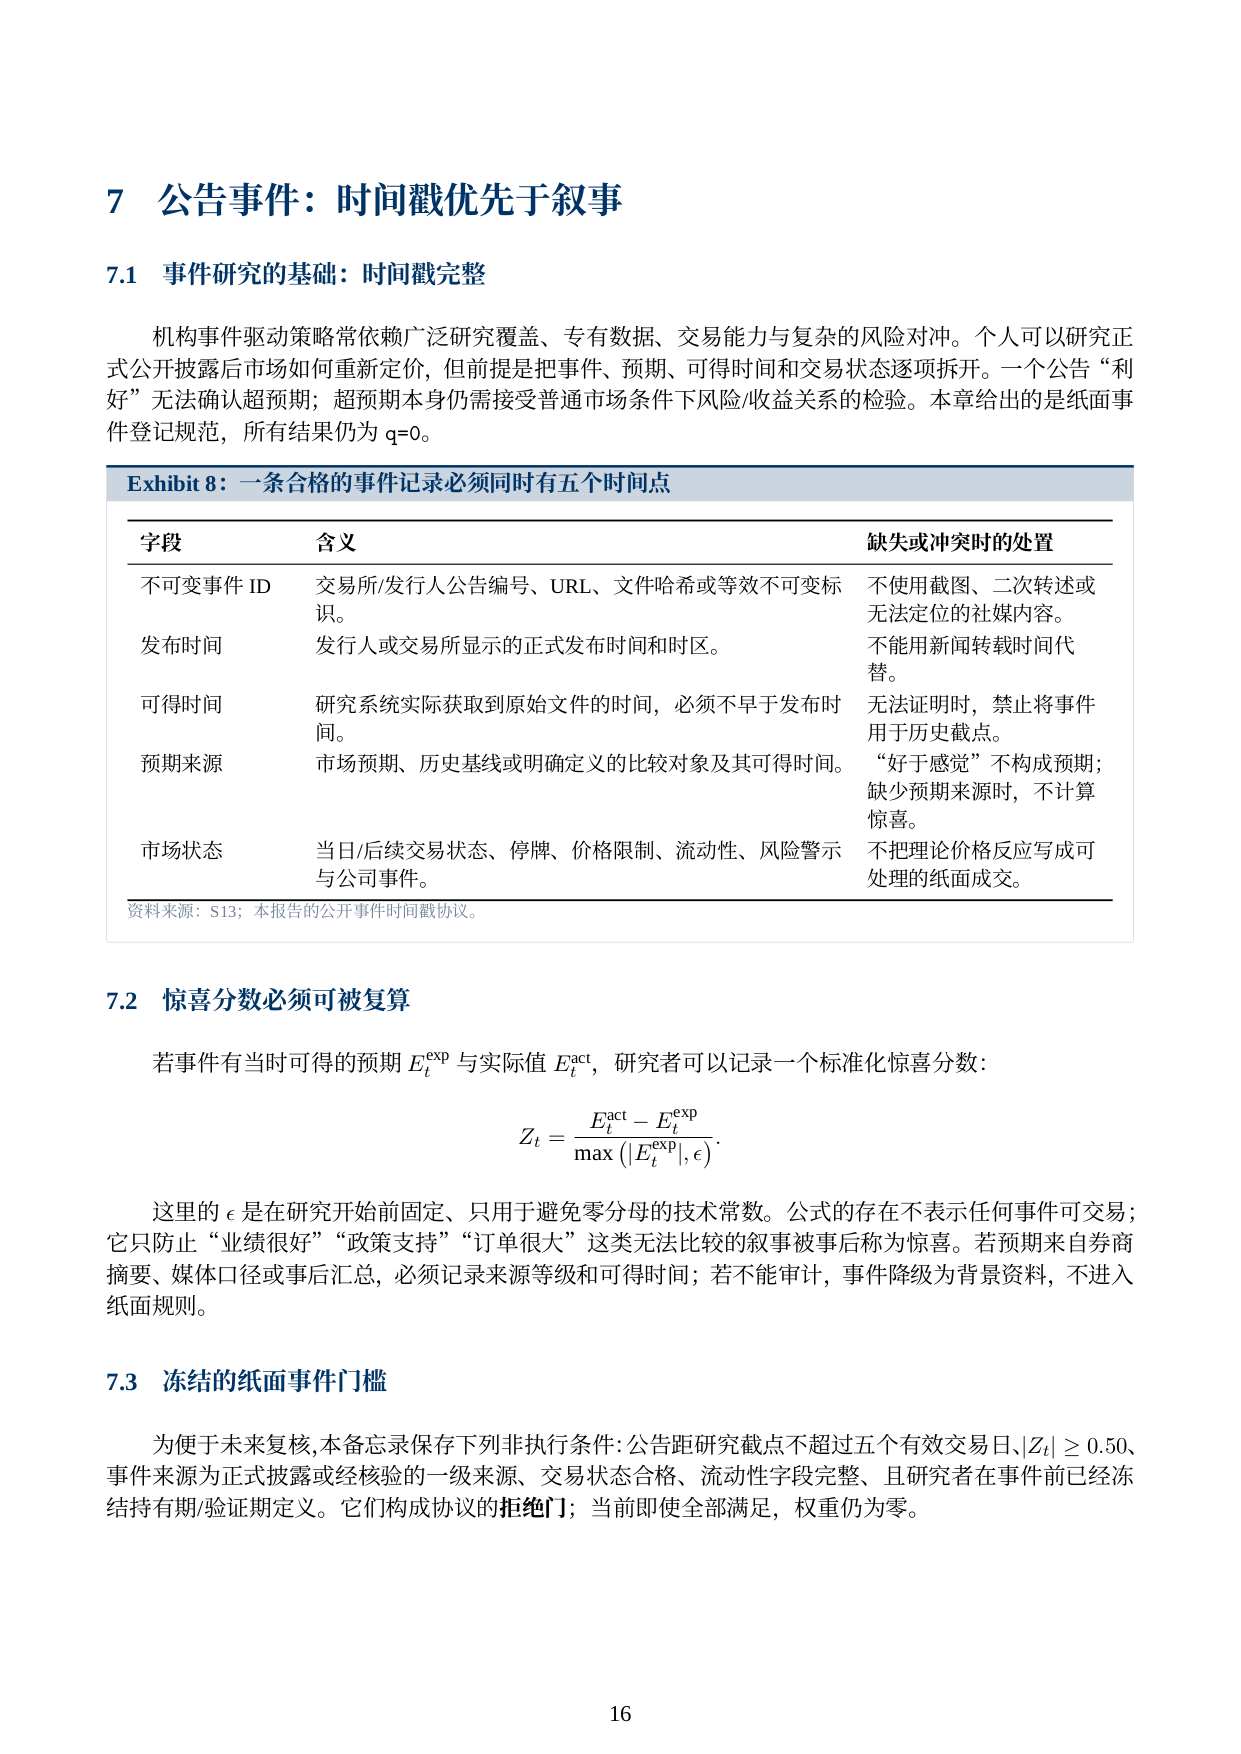 7 公告事件：时间戳优先于叙事
7.1 事件研究的基础：时间戳完整
机构事件驱动策略常依赖广泛研究覆盖、专有数据、交易能力与复杂的风险对冲。个人可以研究正
式公开披露后市场如何重新定价，但前提是把事件、预期、可得时间和交易状态逐项拆开。一个公告“利
好”无法确认超预期；超预期本身仍需接受普通市场条件下风险/收益关系的检验。本章给出的是纸面事
件登记规范，所有结果仍为 q=0。
Exhibit 8：一条合格的事件记录必须同时有五个时间点
字段 含义 缺失或冲突时的处置
不可变事件 ID 交易所/发行人公告编号、URL、文件哈希或等效不可变标 不使用截图、二次转述或
识。 无法定位的社媒内容。
发布时间 发行人或交易所显示的正式发布时间和时区。 不能用新闻转载时间代
替。
可得时间 研究系统实际获取到原始文件的时间，必须不早于发布时 无法证明时，禁止将事件
间。 用于历史截点。
预期来源 市场预期、历史基线或明确定义的比较对象及其可得时间。 “好于感觉”不构成预期；
缺少预期来源时，不计算
惊喜。
市场状态 当日/后续交易状态、停牌、价格限制、流动性、风险警示 不把理论价格反应写成可
与公司事件。 处理的纸面成交。
资料来源：S13；本报告的公开事件时间戳协议。
7.2 惊喜分数必须可被复算
若事件有当时可得的预期 $E_t^{\text{exp}}$ 与实际值 $E_t^{\text{act}}$，研究者可以记录一个标准化惊喜分数：
$Z_t = \frac{E_t^{\text{act}} - E_t^{\text{exp}}}{\max\left(|E_t^{\text{exp}}|, \epsilon\right)}.$
这里的 ϵ 是在研究开始前固定、只用于避免零分母的技术常数。公式的存在不表示任何事件可交易；
它只防止“业绩很好”“政策支持”“订单很大”这类无法比较的叙事被事后称为惊喜。若预期来自券商
摘要、媒体口径或事后汇总，必须记录来源等级和可得时间；若不能审计，事件降级为背景资料，不进入
纸面规则。
7.3 冻结的纸面事件门槛
为便于未来复核，本备忘录保存下列非执行条件：公告距研究截点不超过五个有效交易日、$|Z_t| \geq 0.50$、
事件来源为正式披露或经核验的一级来源、交易状态合格、流动性字段完整、且研究者在事件前已经冻
结持有期/验证期定义。它们构成协议的拒绝门；当前即使全部满足，权重仍为零。
16